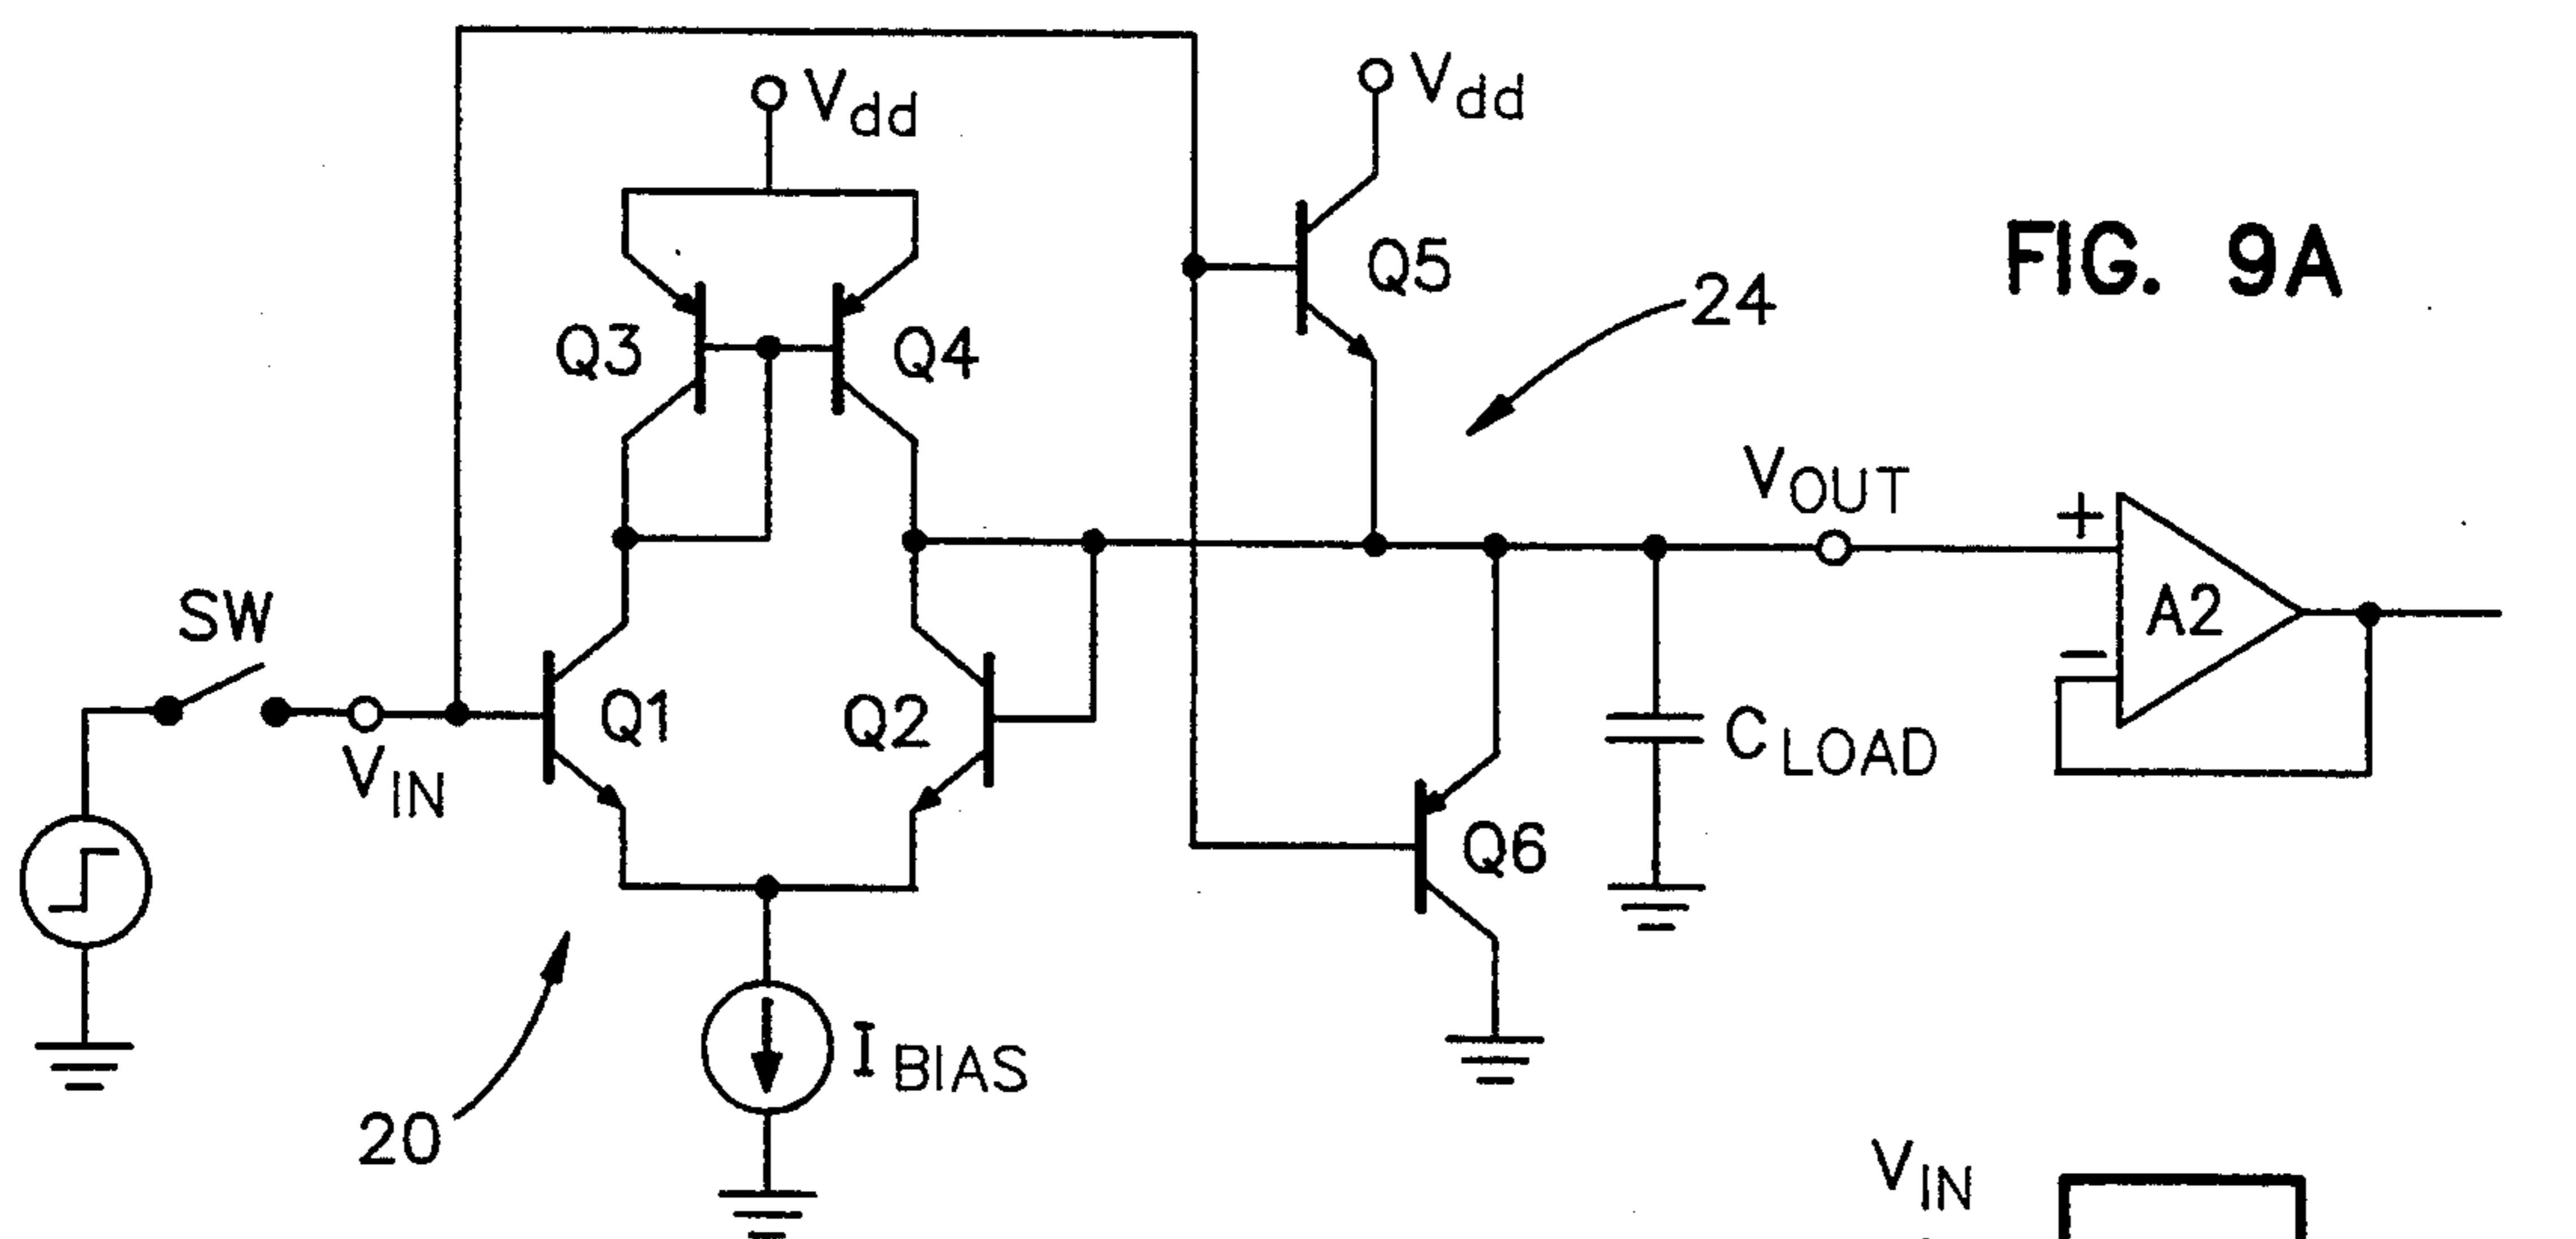 Vdd
Vdd
Q5
FIG. 9A
24
Q3
Q4
VOUT
+
SW
A2
−
Q1
Q2
CLOAD
VIN
Q6
IBIAS
20
VIN